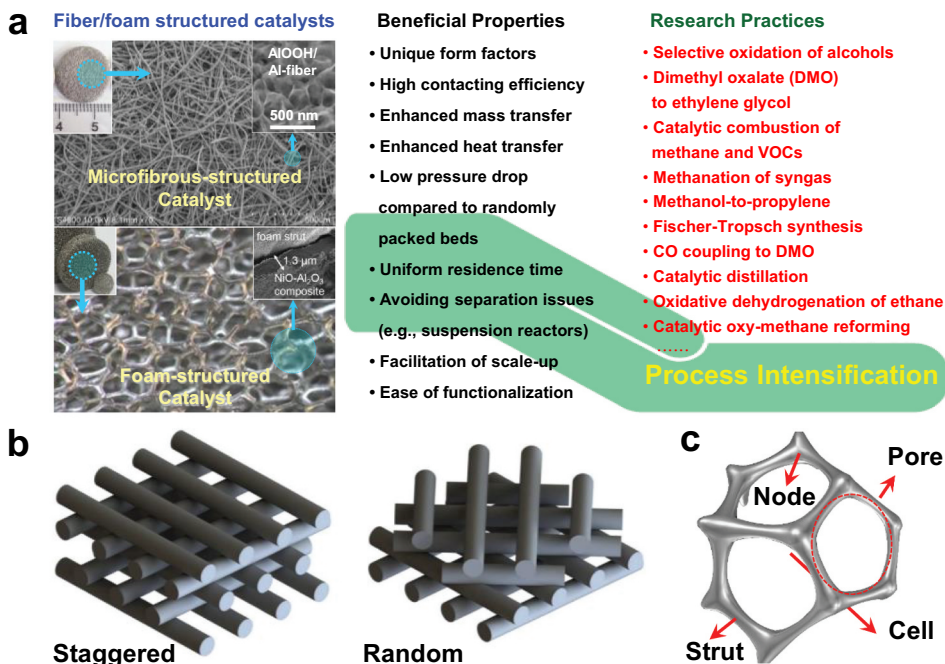 a
Fiber/foam structured catalysts
AlOOH/
Al-fiber
500 nm
4 5
Microfibrous-structured
Catalyst
foam strut
1.3 μm
NiO-Al₂O₃
composite
Foam-structured
Catalyst
Beneficial Properties
• Unique form factors
• High contacting efficiency
• Enhanced mass transfer
• Enhanced heat transfer
• Low pressure drop
compared to randomly
packed beds
• Uniform residence time
• Avoiding separation issues
(e.g., suspension reactors)
• Facilitation of scale-up
• Ease of functionalization
Research Practices
• Selective oxidation of alcohols
• Dimethyl oxalate (DMO)
to ethylene glycol
• Catalytic combustion of
methane and VOCs
• Methanation of syngas
• Methanol-to-propylene
• Fischer-Tropsch synthesis
• CO coupling to DMO
• Catalytic distillation
• Oxidative dehydrogenation of ethane
• Catalytic oxy-methane reforming
......
Process Intensification
b
Staggered
Random
c
Node
Pore
Strut
Cell